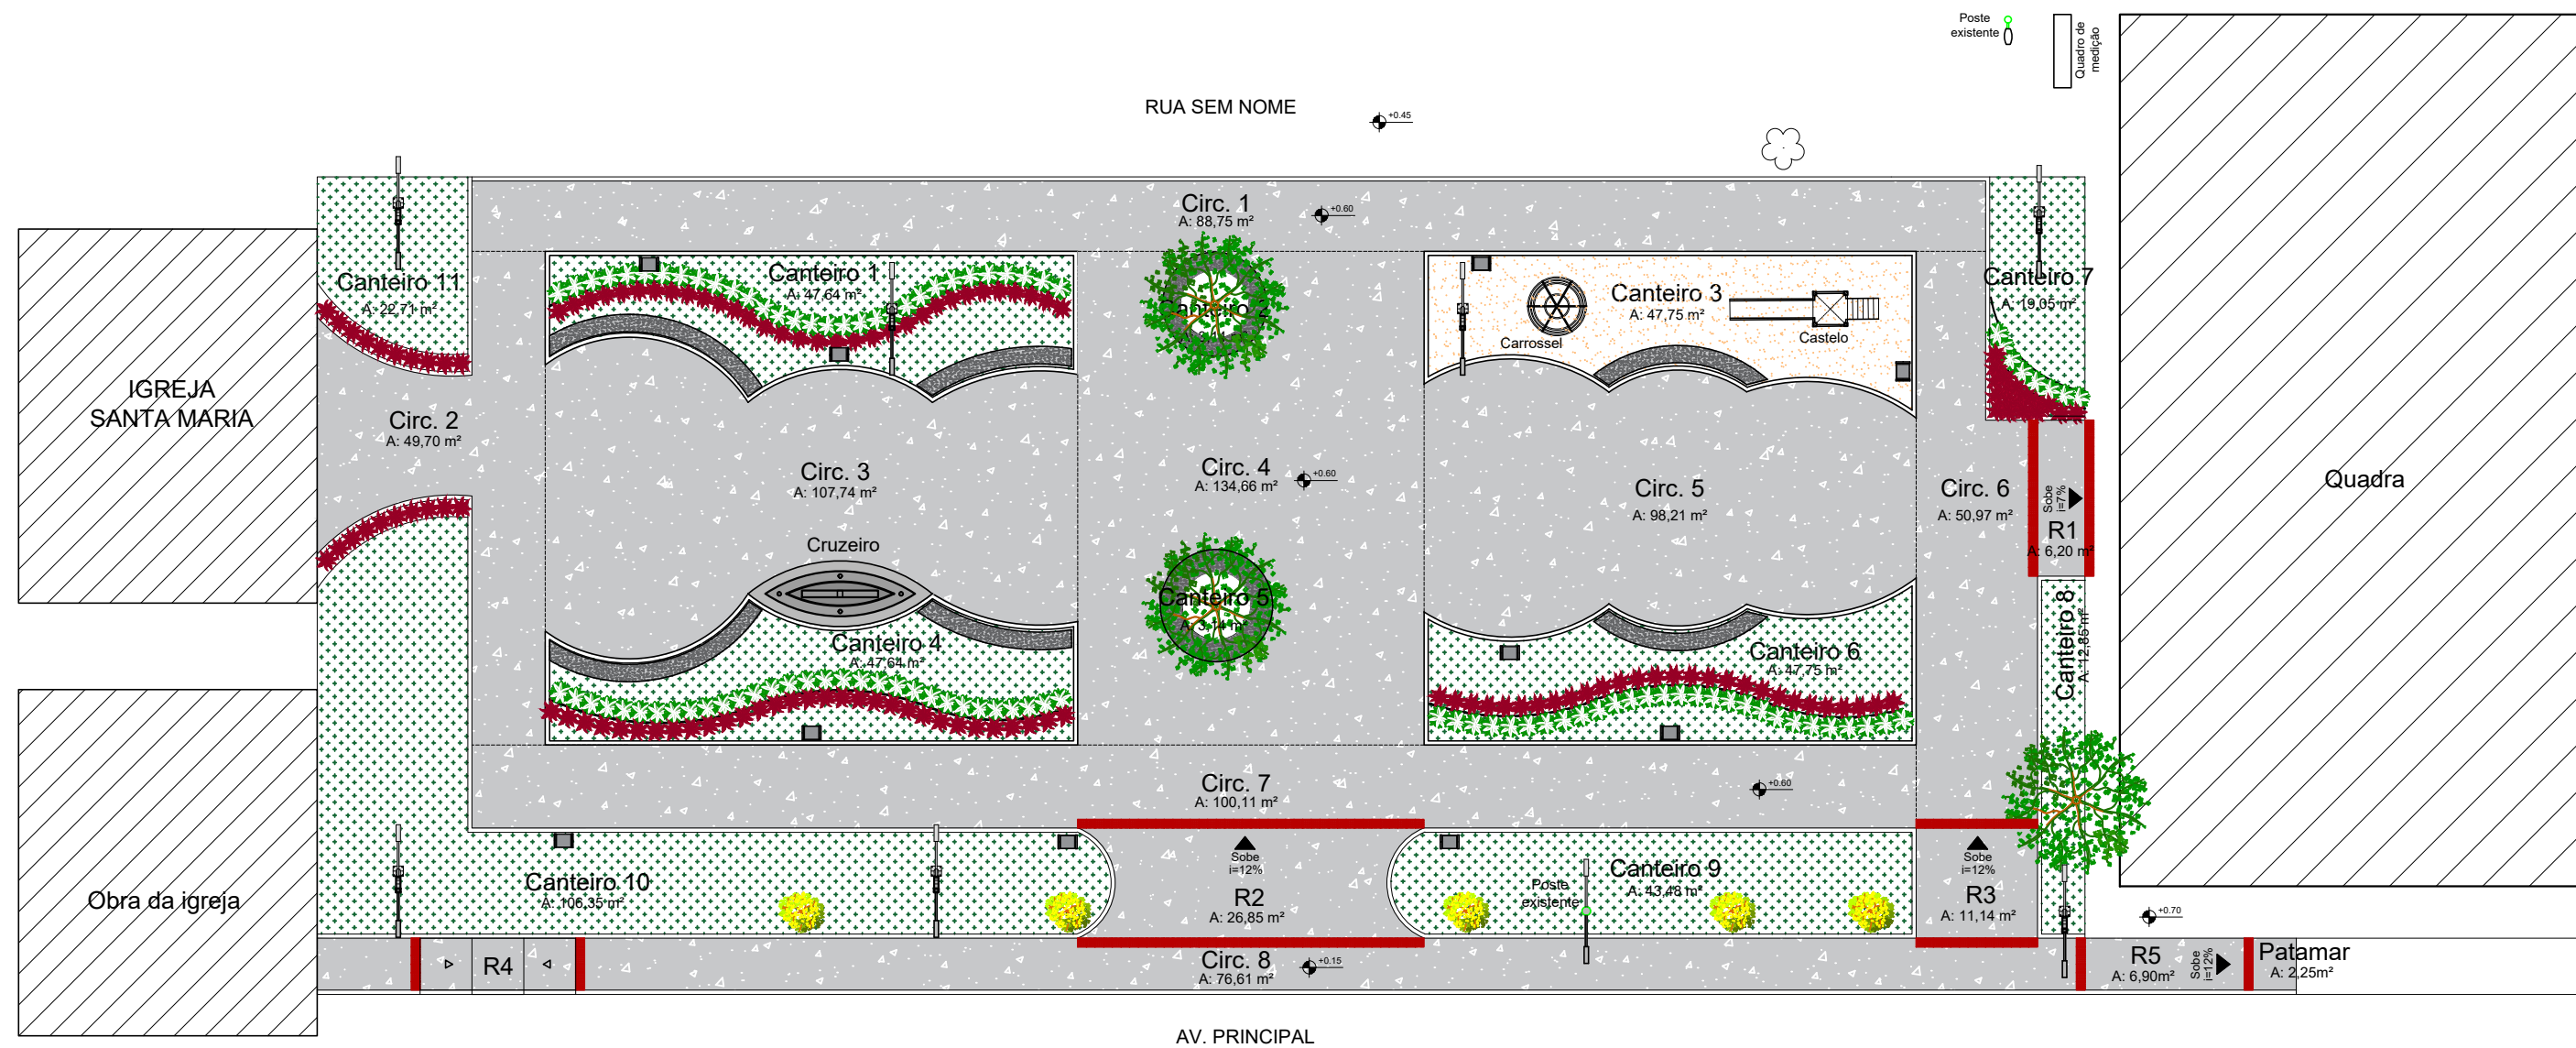 Poste
existente
Quadro de
medição
RUA SEM NOME
+0.45
Circ. 1
A: 88,75 m²
+0.60
Canteiro 11
A: 22,71 m²
Canteiro 1
A: 47,64 m²
Canteiro 2
Canteiro 3
A: 47,75 m²
Carrossel
Castelo
Canteiro 7
A: 19,05 m²
IGREJA
SANTA MARIA
Circ. 2
A: 49,70 m²
Circ. 3
A: 107,74 m²
Circ. 4
A: 134,66 m²
+0.60
Circ. 5
A: 98,21 m²
Circ. 6
A: 50,97 m²
Sobe
i=7%
R1
A: 6,20 m²
Quadra
Cruzeiro
Canteiro 4
A: 47,64 m²
Canteiro 5
A: 3,14 m²
Canteiro 6
A: 47,75 m²
Canteiro 8
A: 12,85 m²
Circ. 7
A: 100,11 m²
+0.60
Obra da igreja
Canteiro 10
A: 106,35 m²
Sobe
i=12%
R2
A: 26,85 m²
Poste
existente
Canteiro 9
A: 43,48 m²
Sobe
i=12%
R3
A: 11,14 m²
+0.70
R4
Circ. 8
A: 76,61 m²
+0.15
R5
A: 6,90m²
Sobe
i=12%
Patamar
A: 2,25m²
AV. PRINCIPAL